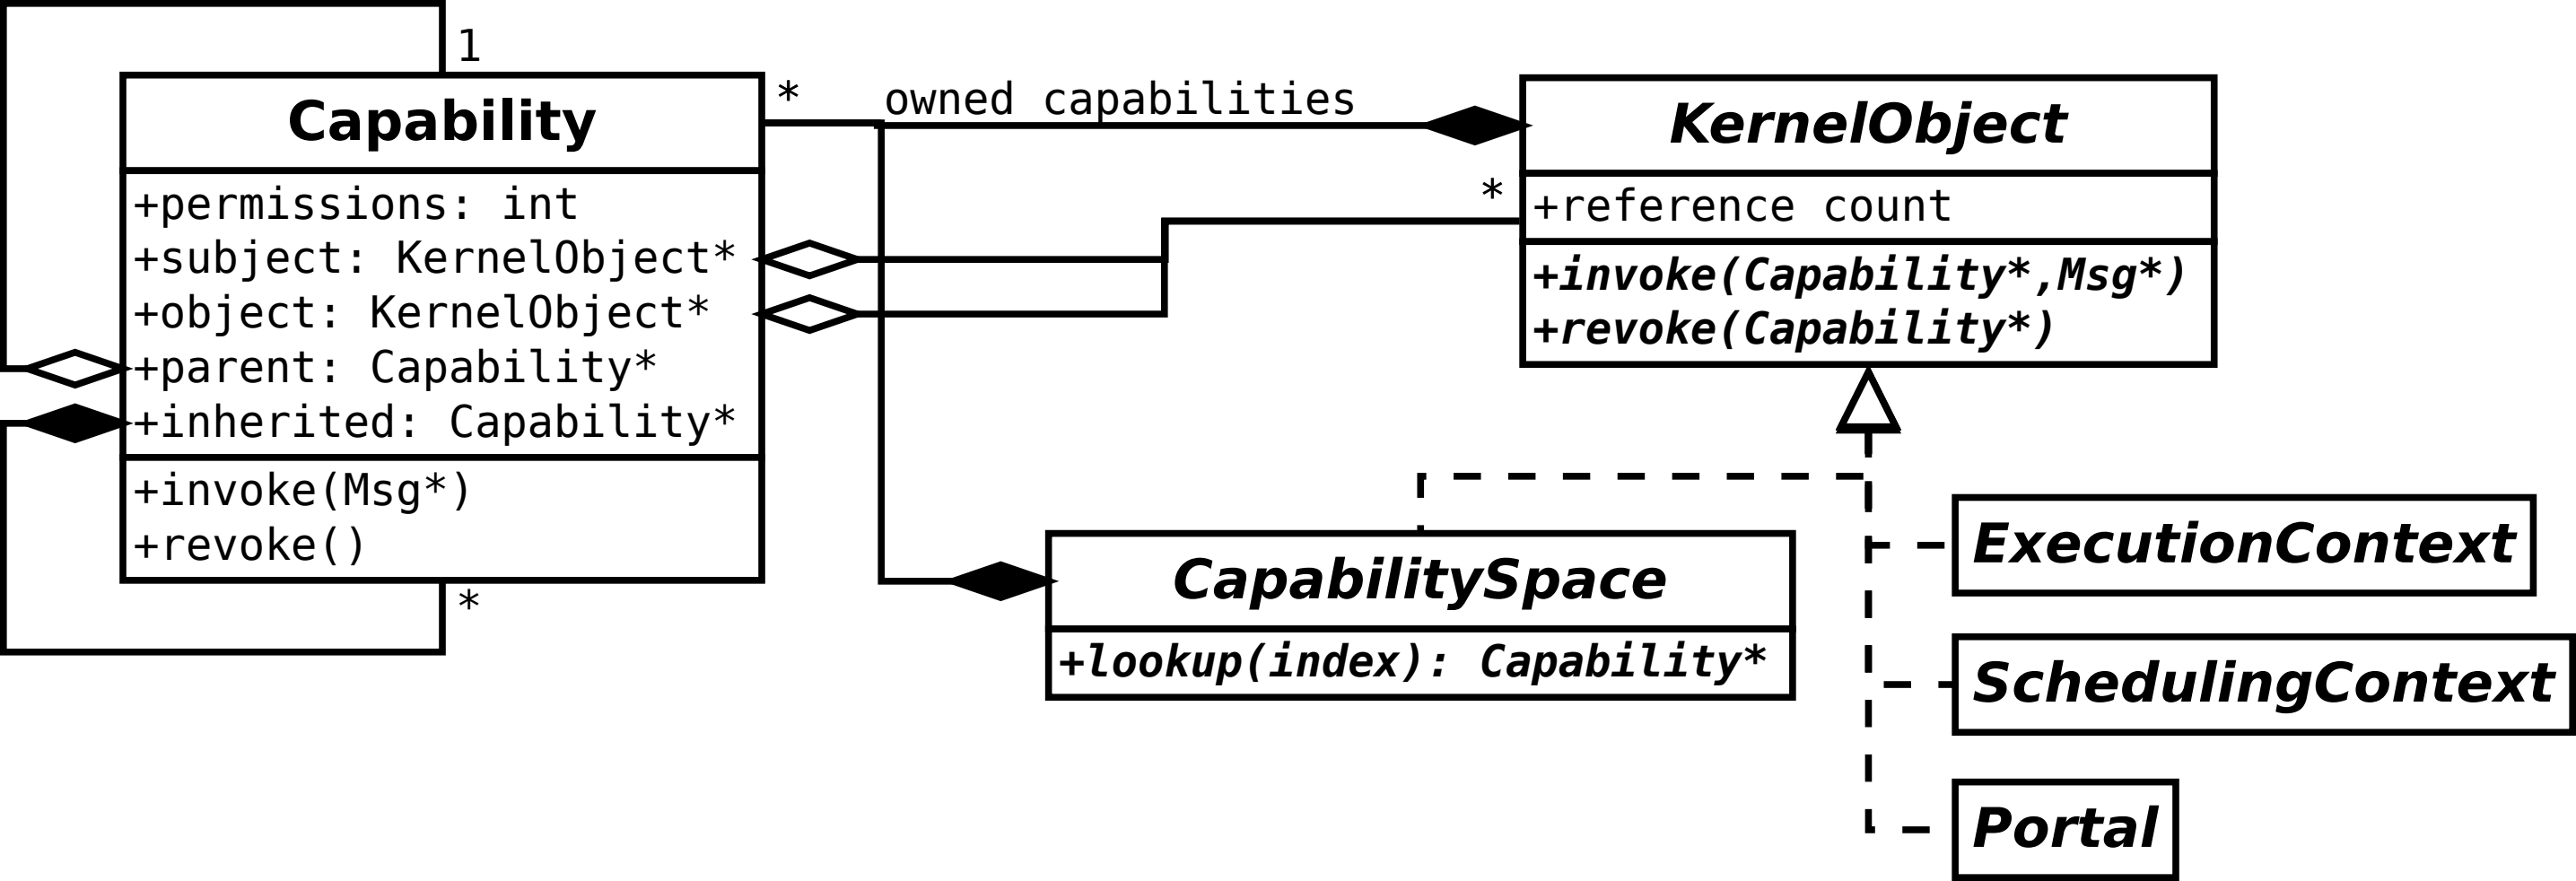 1
Capability
+permissions: int
+subject: KernelObject*
+object: KernelObject*
+parent: Capability*
+inherited: Capability*
+invoke(Msg*)
+revoke()
*
*
owned capabilities
*
KernelObject
+reference count
+invoke(Capability*,Msg*)
+revoke(Capability*)
CapabilitySpace
+lookup(index): Capability*
ExecutionContext
SchedulingContext
Portal